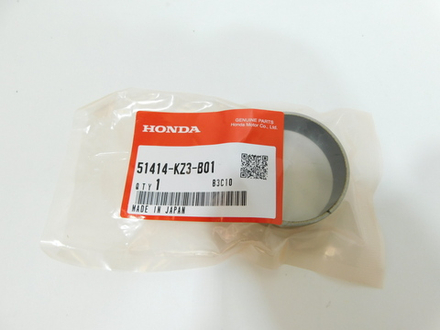 GENUINE PARTS
Honda Motor Co., Ltd.
HONDA
51414-KZ3-B01
QTY 1 B3C10
MADE IN JAPAN